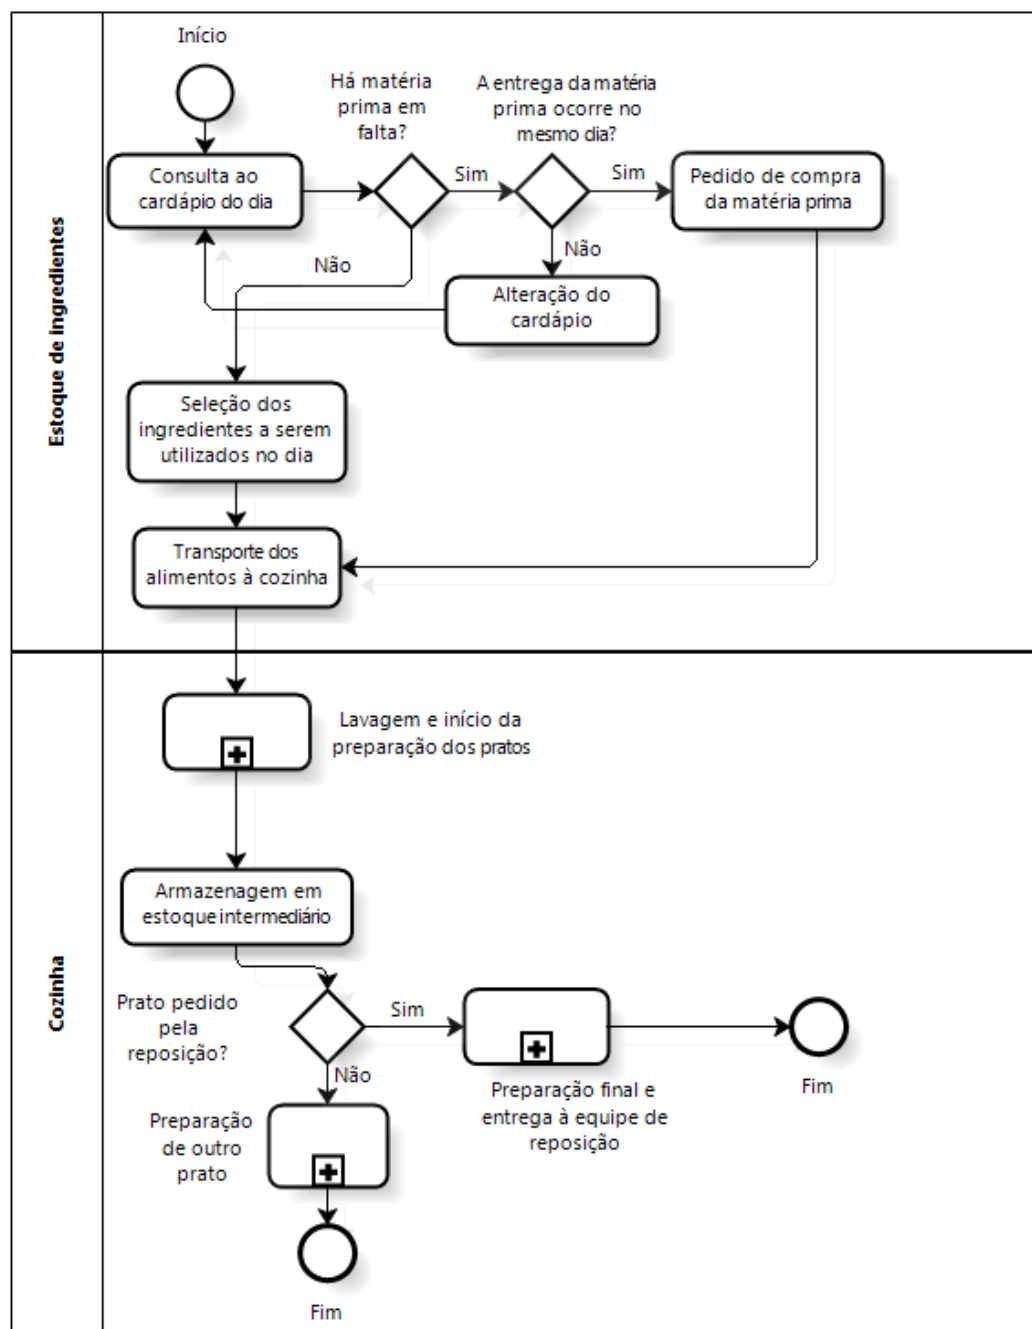 Início
Há matéria
prima em
falta?
A entrega da matéria
prima ocorre no
mesmo dia?
Consulta ao
cardápio do dia
Sim
Sim
Pedido de compra
da matéria prima
Não
Não
Alteração do
cardápio
Estoque de ingredientes
Seleção dos
ingredientes a serem
utilizados no dia
Transporte dos
alimentos à cozinha
Lavagem e início da
preparação dos pratos
Armazenagem em
estoque intermediário
Cozinha
Prato pedido
pela
reposição?
Sim
Não
Preparação final e
entrega à equipe de
reposição
Fim
Preparação
de outro
prato
Fim